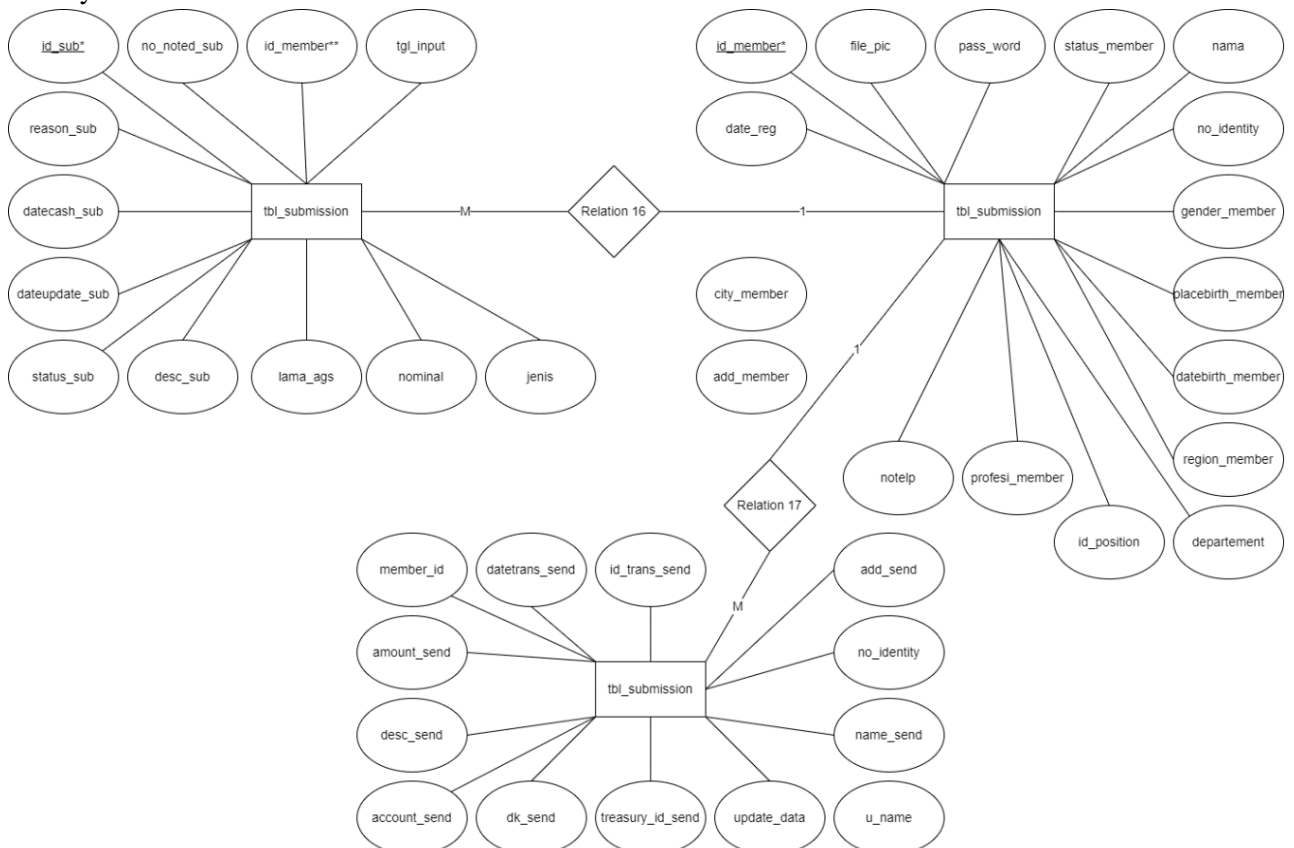 id_sub*
no_noted_sub
id_member**
tgl_input
id_member*
file_pic
pass_word
status_member
nama
reason_sub
date_reg
no_identity
datecash_sub
tbl_submission
M
Relation 16
1
tbl_submission
gender_member
dateupdate_sub
city_member
placebirth_member
status_sub
desc_sub
lama_ags
nominal
jenis
add_member
1
datebirth_member
region_member
notelp
profesi_member
Relation 17
id_position
departement
member_id
datetrans_send
id_trans_send
M
add_send
amount_send
no_identity
tbl_submission
desc_send
name_send
account_send
dk_send
treasury_id_send
update_data
u_name